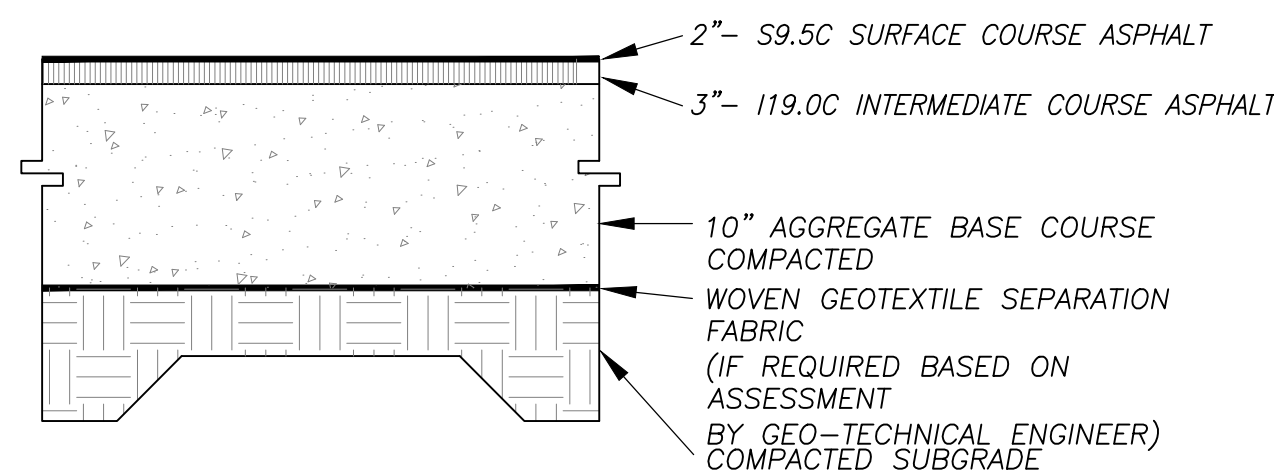 2”- S9.5C SURFACE COURSE ASPHALT
3”- I19.0C INTERMEDIATE COURSE ASPHALT
10” AGGREGATE BASE COURSE
COMPACTED
WOVEN GEOTEXTILE SEPARATION
FABRIC
(IF REQUIRED BASED ON
ASSESSMENT
BY GEO-TECHNICAL ENGINEER)
COMPACTED SUBGRADE